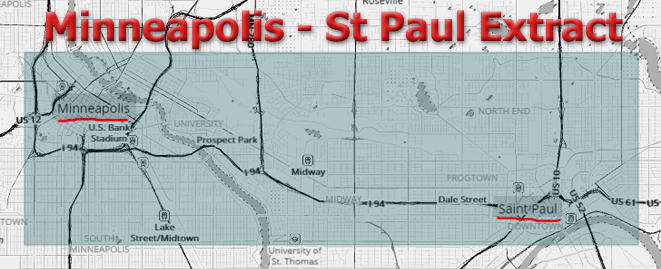 Minneapolis - St Paul Extract
Roseville
NEAPOLIS
Minneapolis
US 12
U.S. Bank
Stadium
UNIVERSITY
NORTH END
Prospect Park
I 94
I 94
Midway
FROGTOWN
US 10
MIDWAY
I 94
Dale Street
Saint Paul
US 52
US 61
US
DOWNTOWN
Lake
Street/Midtown
SOUTH
MINNEAPOLIS
University of
St. Thomas
TOWN